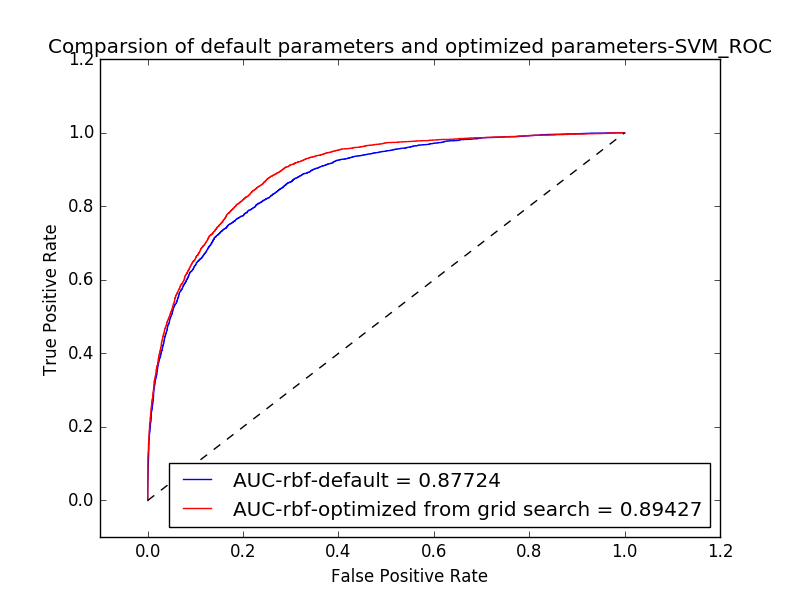 Comparsion of default parameters and optimized parameters-SVM_ROC
1.2
1.0
0.8
0.6
0.4
0.2
0.0
True Positive Rate
AUC-rbf-default = 0.87724
AUC-rbf-optimized from grid search = 0.89427
0.0 0.2 0.4 0.6 0.8 1.0 1.2
False Positive Rate